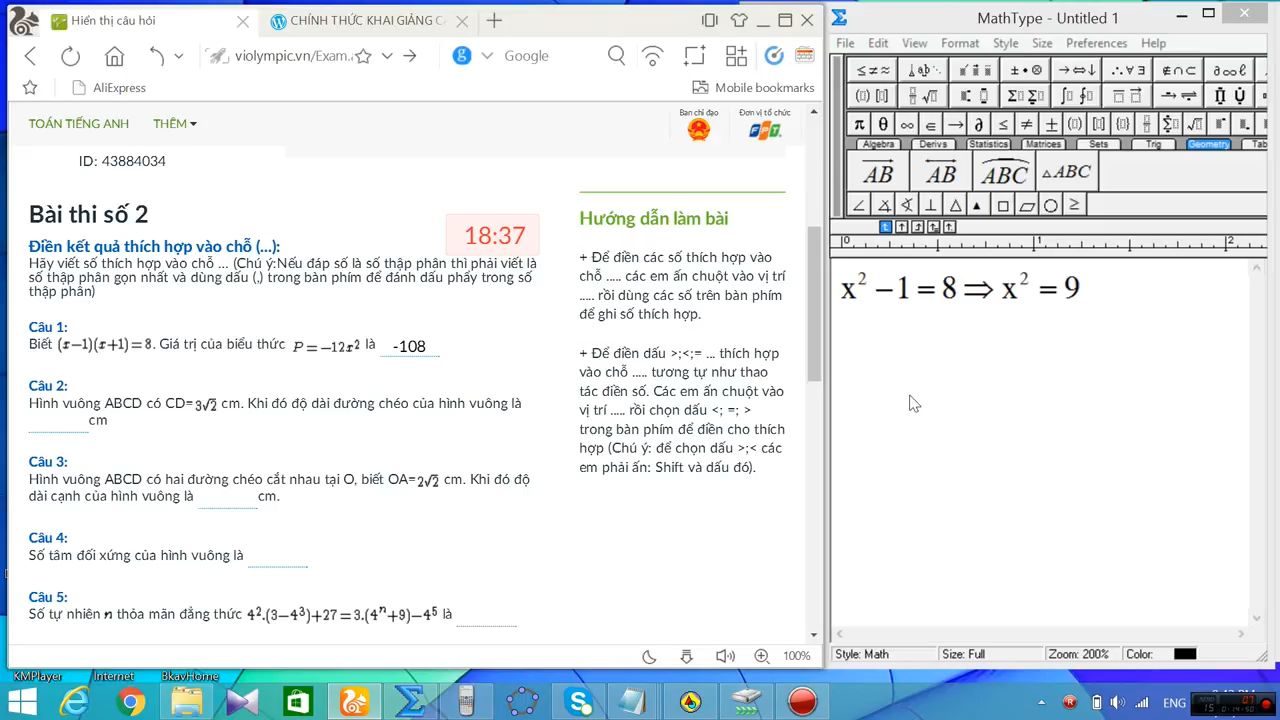 Hiển thị câu hỏi
CHÍNH THỨC KHAI GIẢNG C
violympic.vn/Exam.
Google
AliExpress
Mobile bookmarks
TOÁN TIẾNG ANH
THÊM
Ban chỉ đạo
Đơn vị tổ chức
FPT
ID: 43884034
Bài thi số 2
18:37
Điền kết quả thích hợp vào chỗ (...):
Hãy viết số thích hợp vào chỗ ... (Chú ý:Nếu đáp số là số thập phân thì phải viết là
số thập phân gọn nhất và dùng dấu (,) trong bàn phím để đánh dấu phẩy trong số
thập phân)
Câu 1:
Biết (x−1)(x+1)=8. Giá trị của biểu thức P=−12x² là -108
Câu 2:
Hình vuông ABCD có CD=3√2 cm. Khi đó độ dài đường chéo của hình vuông là
cm
Câu 3:
Hình vuông ABCD có hai đường chéo cắt nhau tại O, biết OA=2√2 cm. Khi đó độ
dài cạnh của hình vuông là cm.
Câu 4:
Số tâm đối xứng của hình vuông là
Câu 5:
Số tự nhiên n thỏa mãn đẳng thức 4².(3−4³)+27=3.(4ⁿ+9)−4⁵ là
Hướng dẫn làm bài
+ Để điền các số thích hợp vào
chỗ ..... các em ấn chuột vào vị trí
..... rồi dùng các số trên bàn phím
để ghi số thích hợp.
+ Để điền dấu >;<;= ... thích hợp
vào chỗ ..... tương tự như thao
tác điền số. Các em ấn chuột vào
vị trí .... rồi chọn dấu <; =; >
trong bàn phím để điền cho thích
hợp (Chú ý: để chọn dấu >;< các
em phải ấn: Shift và dấu đó).
100%
MathType - Untitled 1
File Edit View Format Style Size Preferences Help
Algebra Derivs Statistics Matrices Sets Trig Geometry Tab
AB AB ABC △ABC
0 1 2
x² −1 = 8 ⇒ x² = 9
Style: Math Size: Full Zoom: 200% Color:
KMPlayer Internet BkavHome
ENG